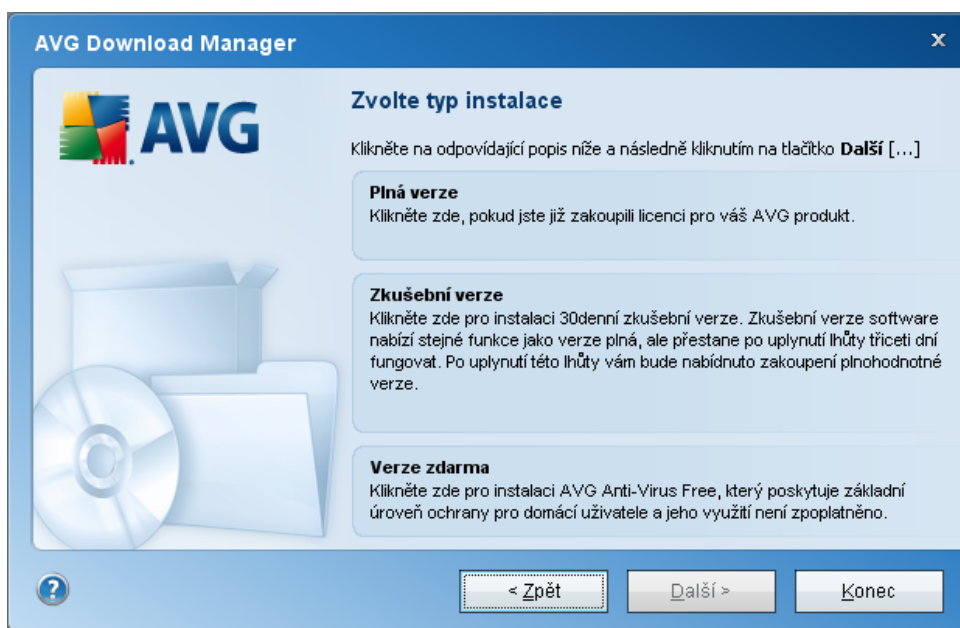 AVG Download Manager
x
AVG
Zvolte typ instalace
Klikněte na odpovídající popis níže a následně kliknutím na tlačítko Další [...]
Plná verze
Klikněte zde, pokud jste již zakoupili licenci pro váš AVG produkt.
Zkušební verze
Klikněte zde pro instalaci 30denní zkušební verze. Zkušební verze software
nabízí stejné funkce jako verze plná, ale přestane po uplynutí lhůty třiceti dní
fungovat. Po uplynutí této lhůty vám bude nabídnuto zakoupení plnohodnotné
verze.
Verze zdarma
Klikněte zde pro instalaci AVG Anti-Virus Free, který poskytuje základní
úroveň ochrany pro domácí uživatele a jeho využití není zpoplatněno.
?
< Zpět
Další >
Konec